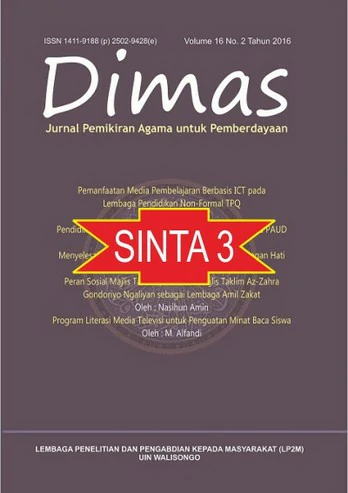 ISSN 1411-9188 (p) 2502-9428(e) Volume 16 No. 2 Tahun 2016
Dimas
Jurnal Pemikiran Agama untuk Pemberdayaan
Pemanfaatan Media Pembelajaran Berbasis ICT pada
Lembaga Pendidikan Non-Formal TPQ
PAUD
SINTA 3
Hati
Peran Sosial Majlis Taklim Az-Zahra
Gondoriyo Ngaliyan sebagai Lembaga Amil Zakat
Oleh : Nasihun Amin
Program Literasi Media Televisi untuk Penguatan Minat Baca Siswa
Oleh : M. Alfandi
LEMBAGA PENELITIAN DAN PENGABDIAN KEPADA MASYARAKAT (LP2M)
UIN WALISONGO